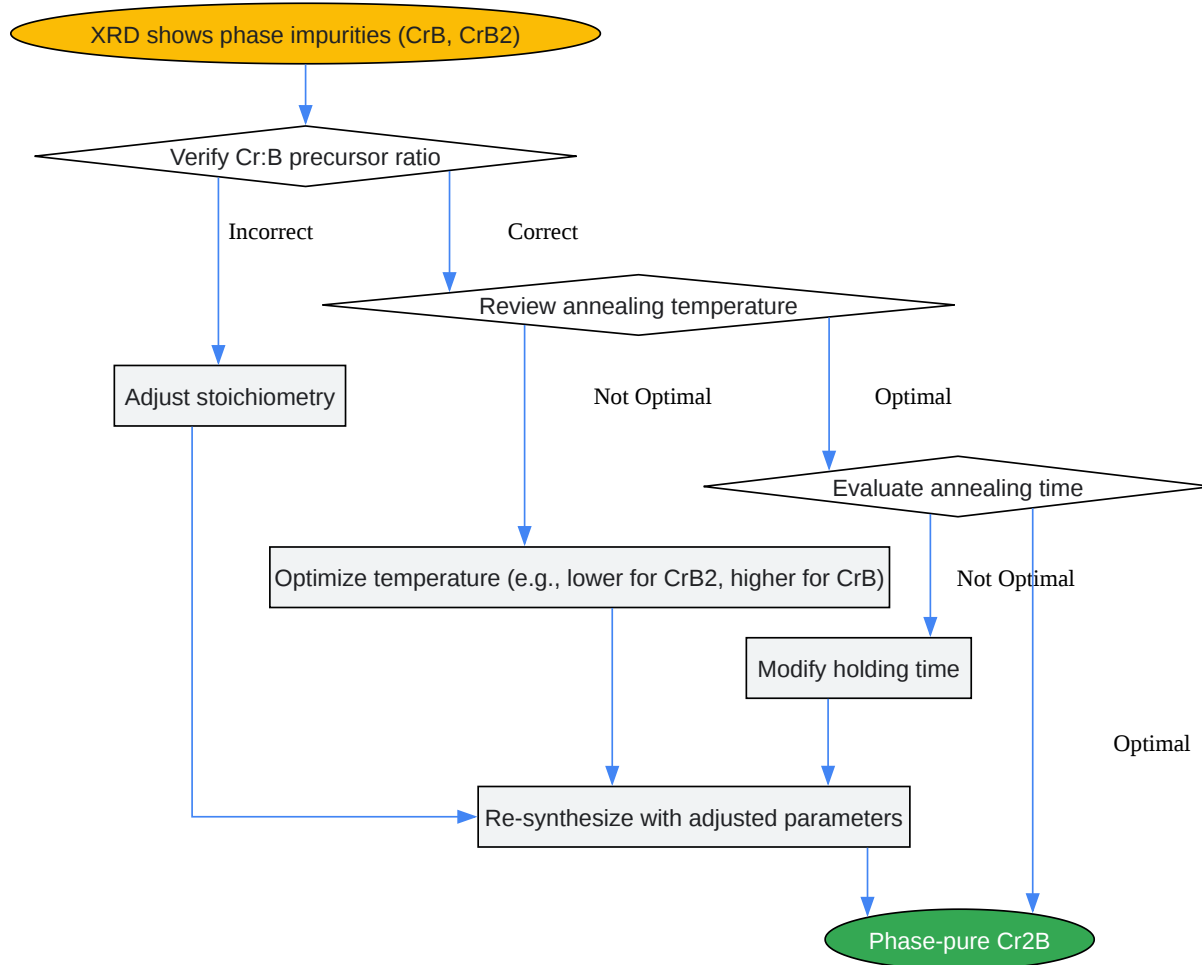 XRD shows phase impurities (CrB, CrB2)
Verify Cr:B precursor ratio
Incorrect
Correct
Review annealing temperature
Adjust stoichiometry
Not Optimal
Optimal
Evaluate annealing time
Optimize temperature (e.g., lower for CrB2, higher for CrB)
Not Optimal
Modify holding time
Optimal
Re-synthesize with adjusted parameters
Phase-pure Cr2B